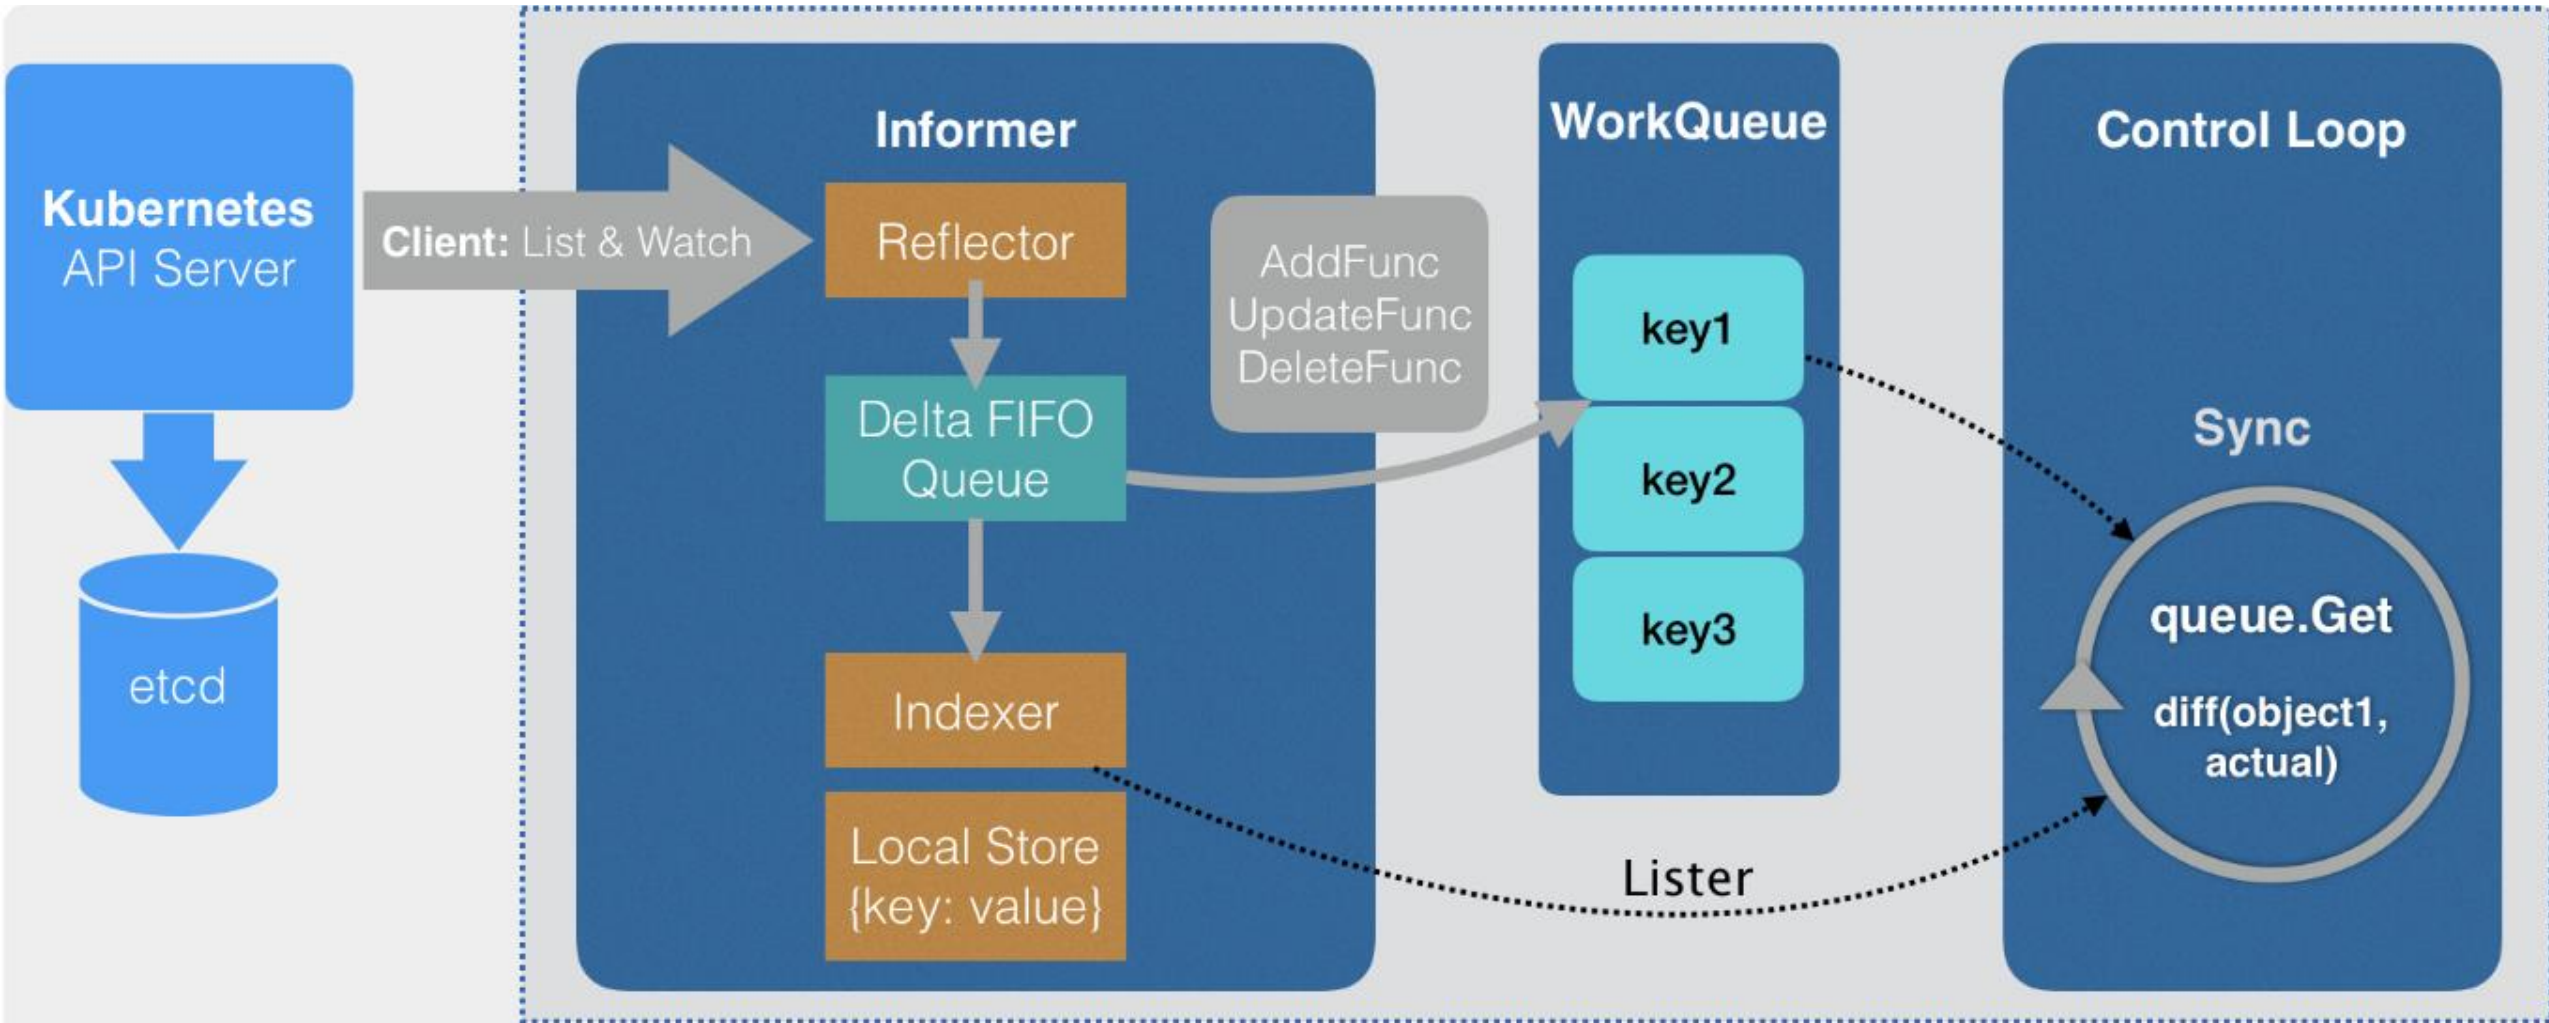 Kubernetes
API Server
etcd
Client: List & Watch
Informer
Reflector
Delta FIFO
Queue
Indexer
Local Store
{key: value}
AddFunc
UpdateFunc
DeleteFunc
WorkQueue
key1
key2
key3
Lister
Control Loop
Sync
queue.Get
diff(object1,
actual)